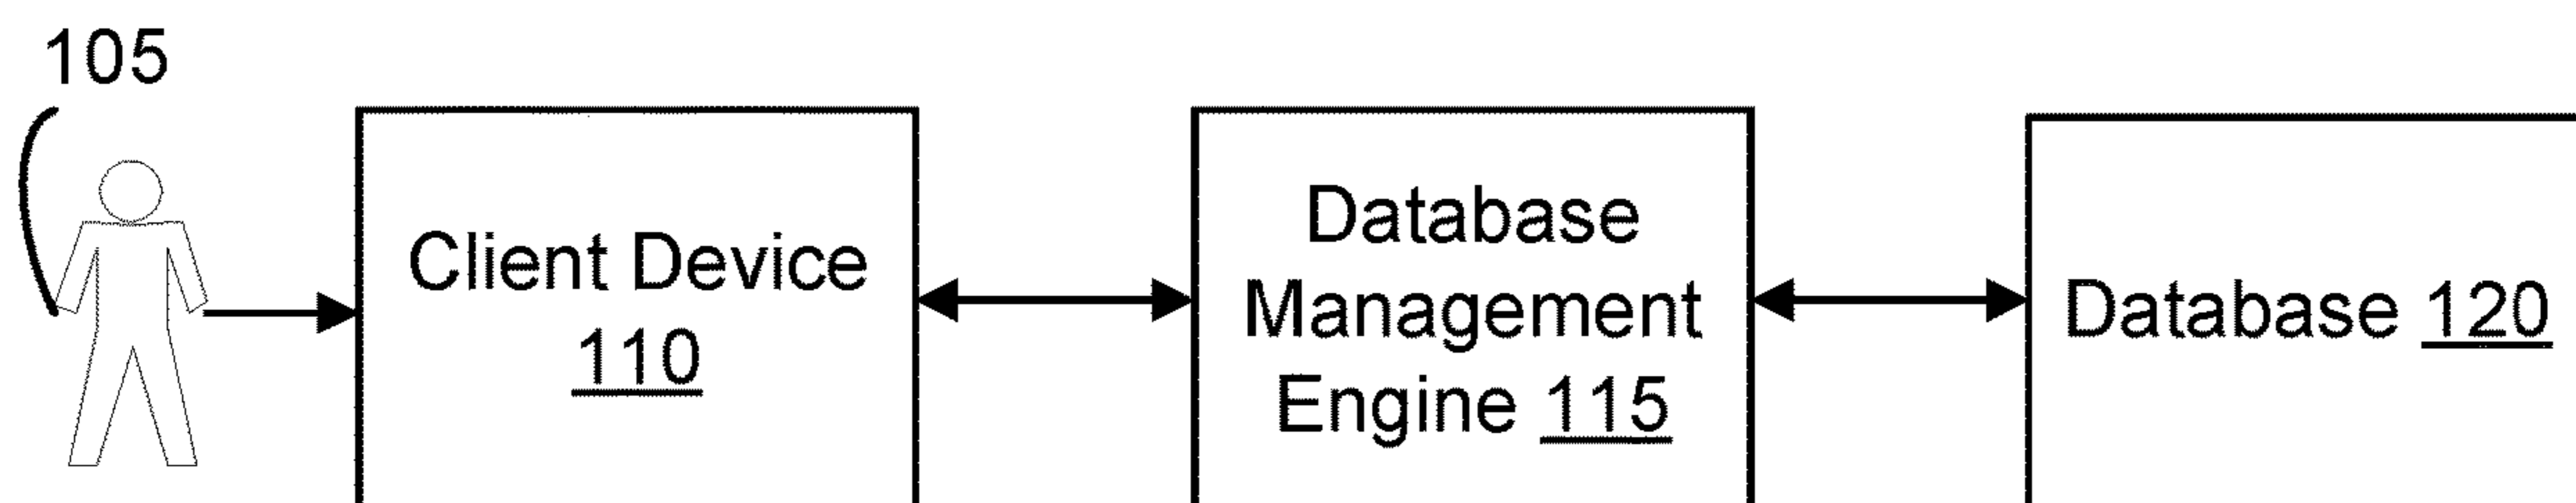 105
Client Device
110
Database
Management
Engine 115
Database 120